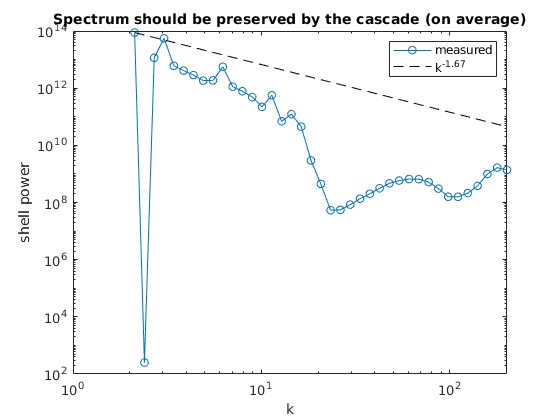 Spectrum should be preserved by the cascade (on average)
10^14
measured
k^-1.67
10^12
10^10
shell power
10^8
10^6
10^4
10^2
10^0
10^1
10^2
k